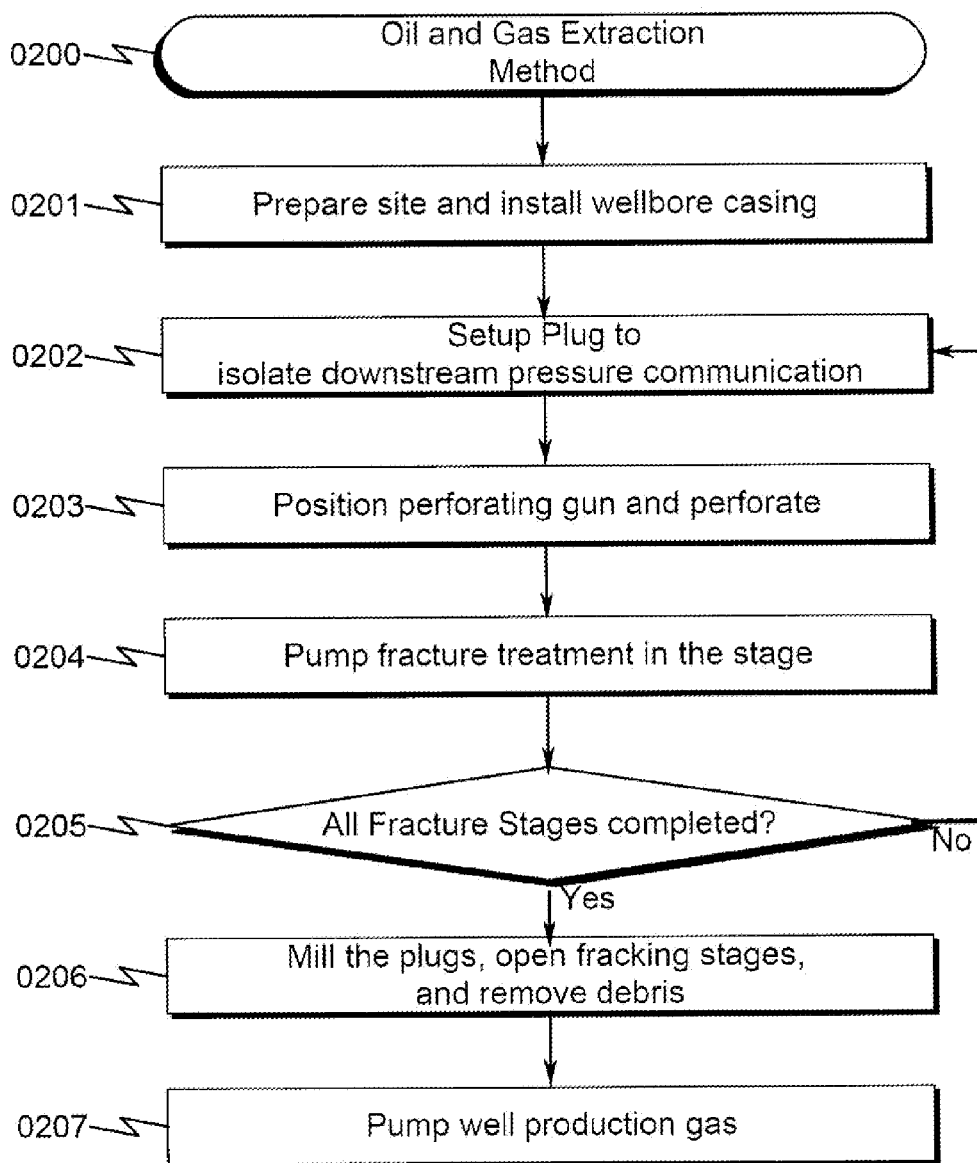 0200
Oil and Gas Extraction
Method
0201
Prepare site and install wellbore casing
0202
Setup Plug to
isolate downstream pressure communication
0203
Position perforating gun and perforate
0204
Pump fracture treatment in the stage
0205
All Fracture Stages completed?
No
Yes
0206
Mill the plugs, open fracking stages,
and remove debris
0207
Pump well production gas